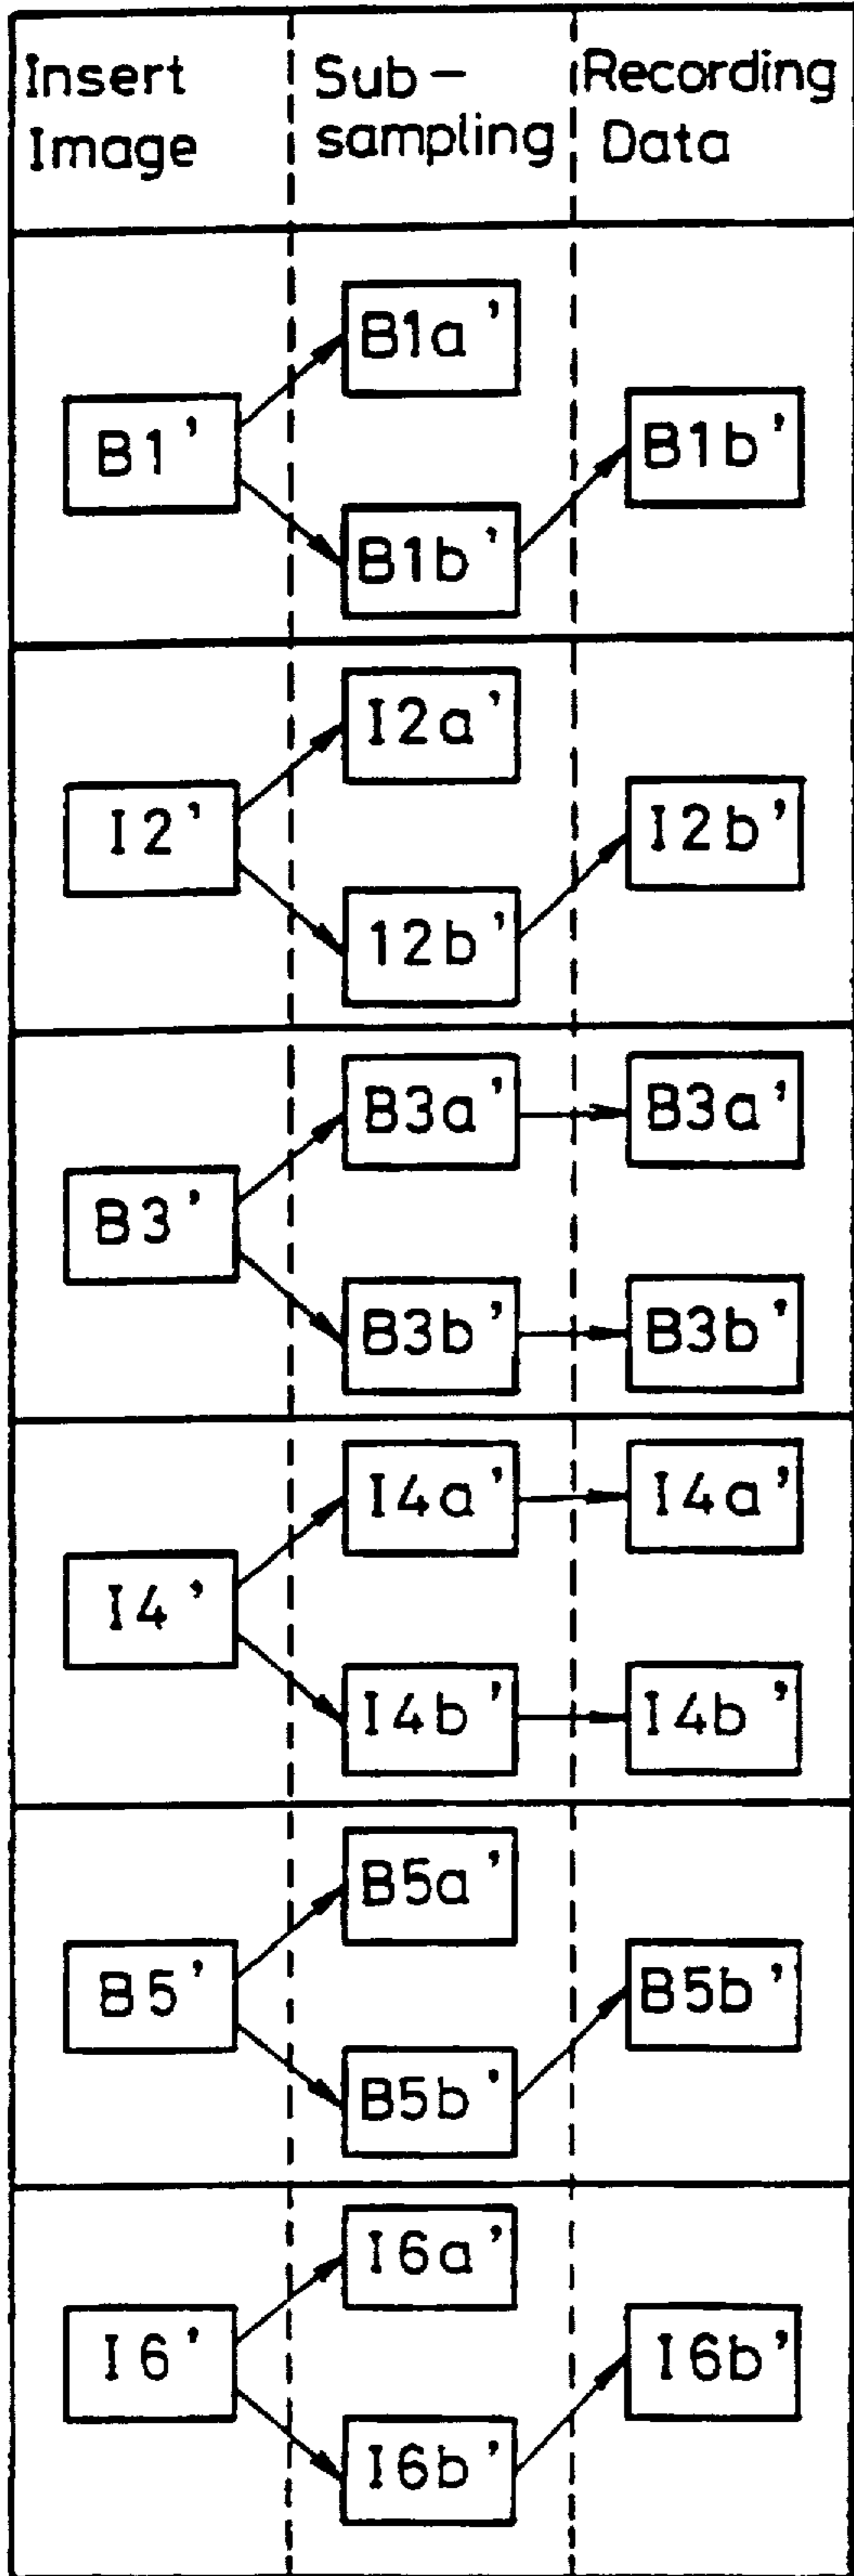 Insert
Image
Sub-
sampling
Recording
Data
B1a'
B1'
B1b'
B1b'
I2a'
I2'
I2b'
12b'
B3a'
B3a'
B3'
B3b'
B3b'
I4a'
I4a'
I4'
I4b'
I4b'
B5a'
B5'
B5b'
B5b'
I6a'
I6'
I6b'
I6b'